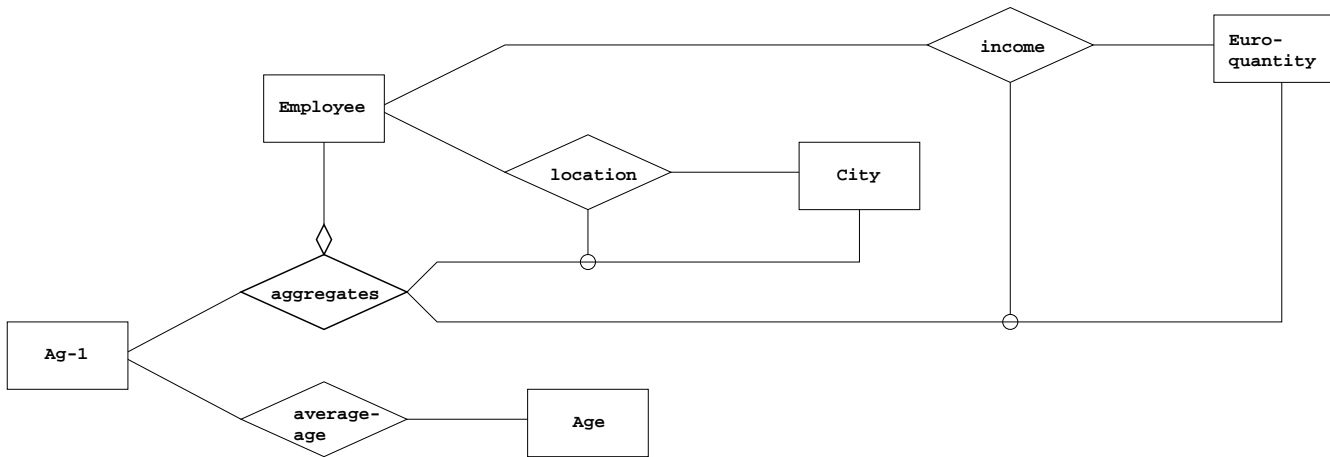 income
Euro-
quantity
Employee
location
City
aggregates
Ag-1
average-
age
Age